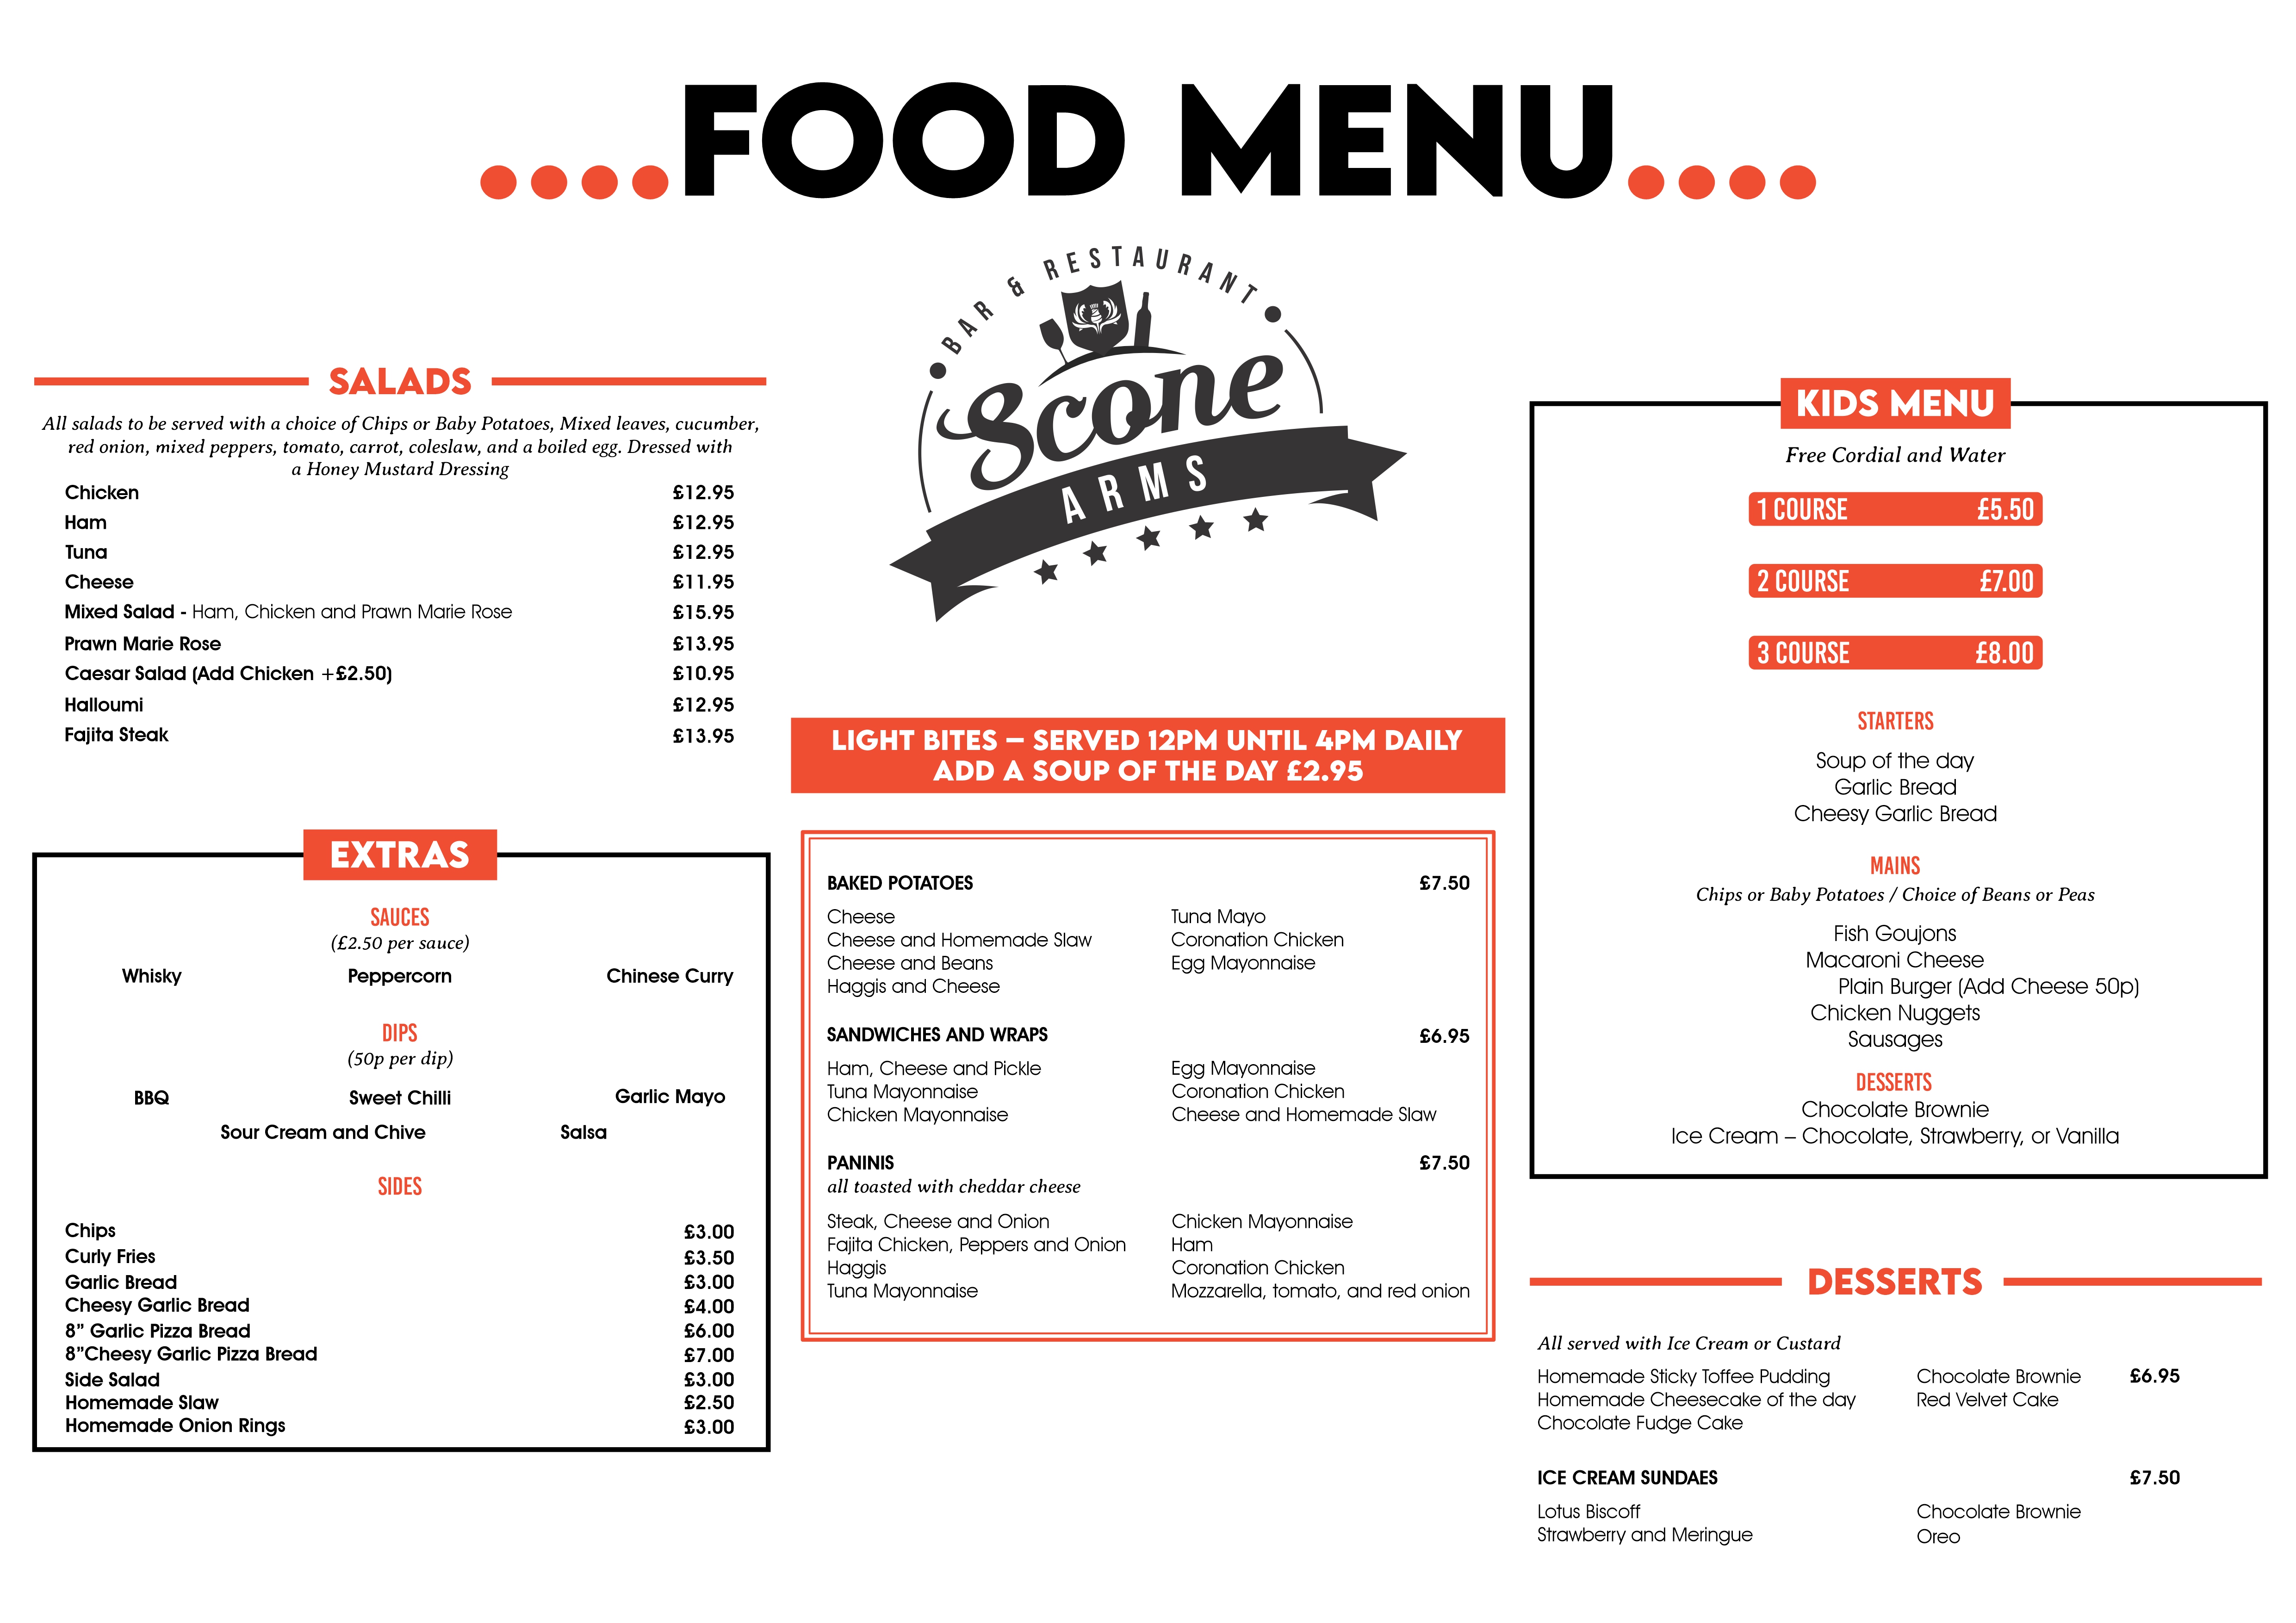 FOOD MENU
BAR & RESTAURANT
Scone
ARMS
SALADS
All salads to be served with a choice of Chips or Baby Potatoes, Mixed leaves, cucumber,
red onion, mixed peppers, tomato, carrot, coleslaw, and a boiled egg. Dressed with
a Honey Mustard Dressing
Chicken £12.95
Ham £12.95
Tuna £12.95
Cheese £11.95
Mixed Salad - Ham, Chicken and Prawn Marie Rose £15.95
Prawn Marie Rose £13.95
Caesar Salad (Add Chicken +£2.50) £10.95
Halloumi £12.95
Fajita Steak £13.95
EXTRAS
SAUCES
(£2.50 per sauce)
Whisky Peppercorn Chinese Curry
DIPS
(50p per dip)
BBQ Sweet Chilli Garlic Mayo
Sour Cream and Chive Salsa
SIDES
Chips £3.00
Curly Fries £3.50
Garlic Bread £3.00
Cheesy Garlic Bread £4.00
8” Garlic Pizza Bread £6.00
8”Cheesy Garlic Pizza Bread £7.00
Side Salad £3.00
Homemade Slaw £2.50
Homemade Onion Rings £3.00
LIGHT BITES – SERVED 12PM UNTIL 4PM DAILY
ADD A SOUP OF THE DAY £2.95
BAKED POTATOES £7.50
Cheese Tuna Mayo
Cheese and Homemade Slaw Coronation Chicken
Cheese and Beans Egg Mayonnaise
Haggis and Cheese
SANDWICHES AND WRAPS £6.95
Ham, Cheese and Pickle Egg Mayonnaise
Tuna Mayonnaise Coronation Chicken
Chicken Mayonnaise Cheese and Homemade Slaw
PANINIS £7.50
all toasted with cheddar cheese
Steak, Cheese and Onion Chicken Mayonnaise
Fajita Chicken, Peppers and Onion Ham
Haggis Coronation Chicken
Tuna Mayonnaise Mozzarella, tomato, and red onion
KIDS MENU
Free Cordial and Water
1 COURSE £5.50
2 COURSE £7.00
3 COURSE £8.00
STARTERS
Soup of the day
Garlic Bread
Cheesy Garlic Bread
MAINS
Chips or Baby Potatoes / Choice of Beans or Peas
Fish Goujons
Macaroni Cheese
Plain Burger (Add Cheese 50p)
Chicken Nuggets
Sausages
DESSERTS
Chocolate Brownie
Ice Cream – Chocolate, Strawberry, or Vanilla
DESSERTS
All served with Ice Cream or Custard
Homemade Sticky Toffee Pudding Chocolate Brownie £6.95
Homemade Cheesecake of the day Red Velvet Cake
Chocolate Fudge Cake
ICE CREAM SUNDAES £7.50
Lotus Biscoff Chocolate Brownie
Strawberry and Meringue Oreo